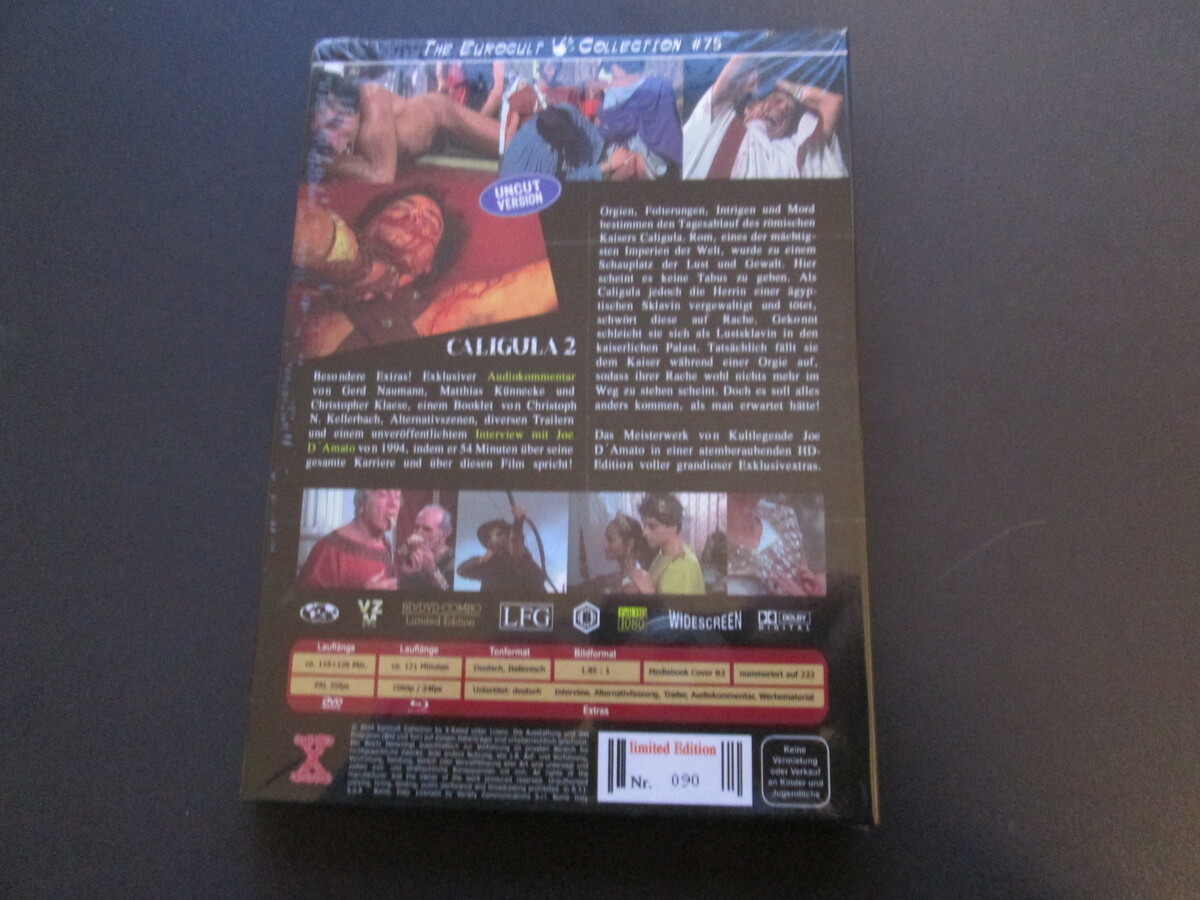 THE EUROCULT COLLECTION #75
UNCUT
VERSION
Orgien, Folterungen, Intrigen und Mord
bestimmen den Tagesablauf des römischen
Kaisers Caligula. Rom, eines der mächtig-
sten Imperien der Welt, wurde zu einem
Schauplatz der Lust und Gewalt. Hier
scheint es keine Tabus zu geben. Als
Caligula jedoch die Herrin einer ägyp-
tischen Sklavin vergewaltigt und tötet,
schwört diese auf Rache. Gekonnt
schleicht sie sich als Lustsklavin in den
kaiserlichen Palast. Tatsächlich fällt sie
dem Kaiser während einer Orgie auf,
sodass ihrer Rache wohl nichts mehr im
Weg zu stehen scheint. Doch es soll alles
anders kommen, als man erwartet hätte!
Das Meisterwerk von Kultlegende Joe
D´Amato in einer atemberaubenden HD-
Edition voller grandioser Exklusivextras.
CALIGULA 2
Besondere Extras! Exklusiver Audiokommentar
von Gerd Naumann, Matthias Künnecke und
Christopher Klaese, einem Booklet von Christoph
N. Kellerbach, Alternativszenen, diversen Trailern
und einem unveröffentlichtem Interview mit Joe
D´Amato von 1994, indem er 54 Minuten über seine
gesamte Karriere und über diesen Film spricht!
BD/DVD-COMBO
Limited Edition
LFG
Full HD
1080
WIDESCREEN
DOLBY
DIGITAL
Lauflänge Lauflänge Tonformat Bildformat
ca. 121 Minuten Deutsch, Italienisch 1.85 : 1 Mediabook Cover B2 nummeriert auf 222
PAL 25fps 1080p / 24fps Untertitel: deutsch Interview, Alternativfassung, Trailer, Audiokommentar, Werbematerial
DVD Extras
X
limited Edition
Nr. 090
Keine
Vermietung
oder Verkauf
an Kinder und
Jugendliche